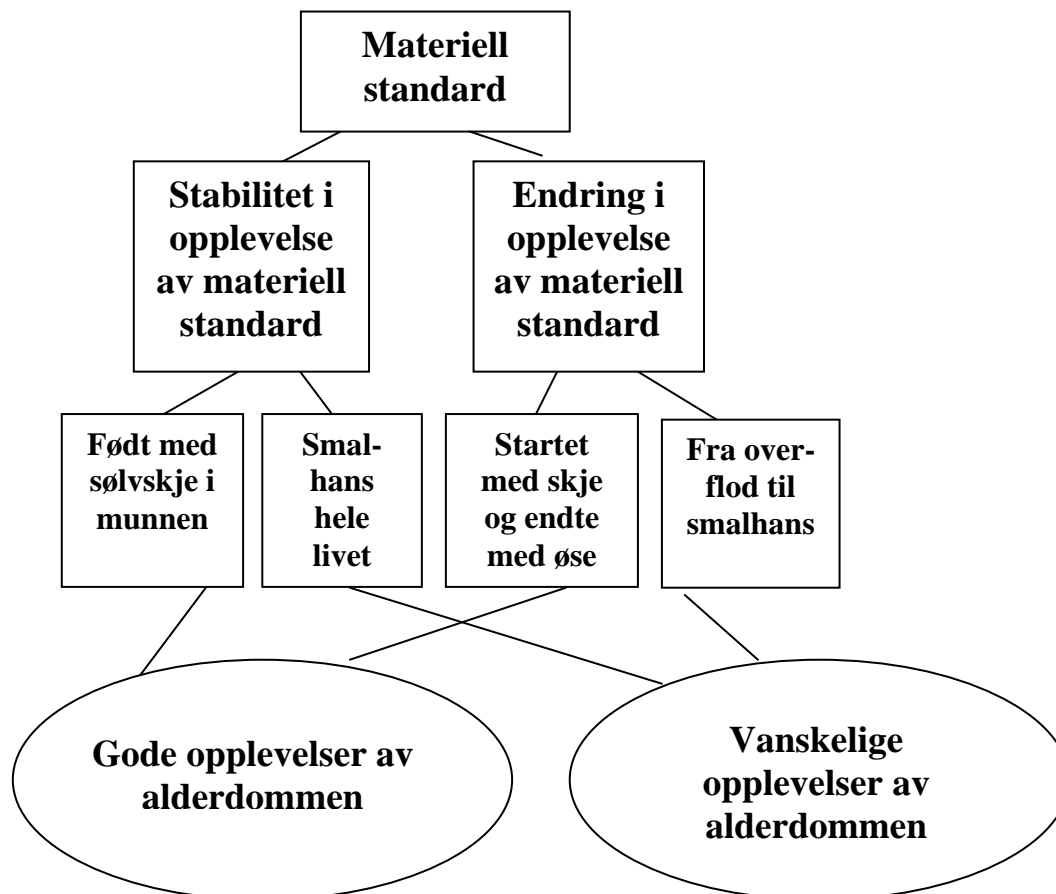 Materiell
standard
Stabilitet i
opplevelse
av materiell
standard
Endring i
opplevelse
av materiell
standard
Født med
sølvskje i
munnen
Smal-
hans
hele
livet
Startet
med skje
og endte
med øse
Fra over-
flod til
smalhans
Gode opplevelser av
alderdommen
Vanskelige
opplevelser av
alderdommen